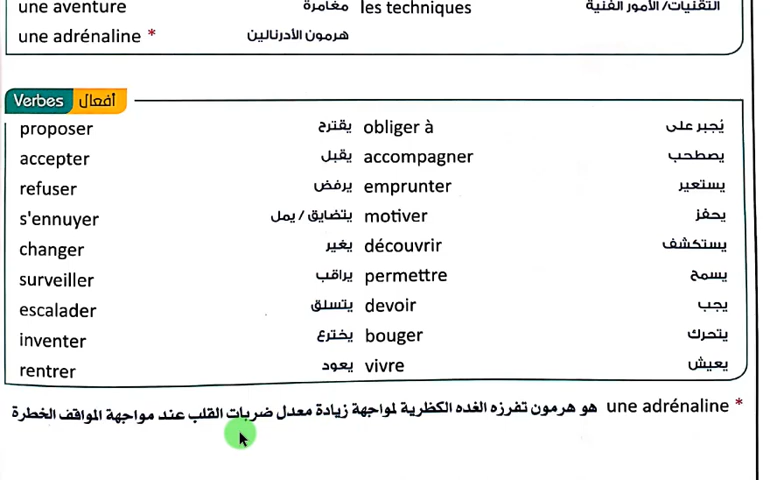 une aventure مغامرة les techniques التقنيات/ الأمور الفنية
une adrénaline * هرمون الأدرنالين
Verbes أفعال
proposer يقترح obliger à يُجبر على
accepter يقبل accompagner يصطحب
refuser يرفض emprunter يستعير
s'ennuyer يتضايق / يمل motiver يحفز
changer يغير découvrir يستكشف
surveiller يراقب permettre يسمح
escalader يتسلق devoir يجب
inventer يخترع bouger يتحرك
rentrer يعود vivre يعيش
* une adrénaline هو هرمون تفرزه الغده الكظرية لمواجهة زيادة معدل ضربات القلب عند مواجهة المواقف الخطرة